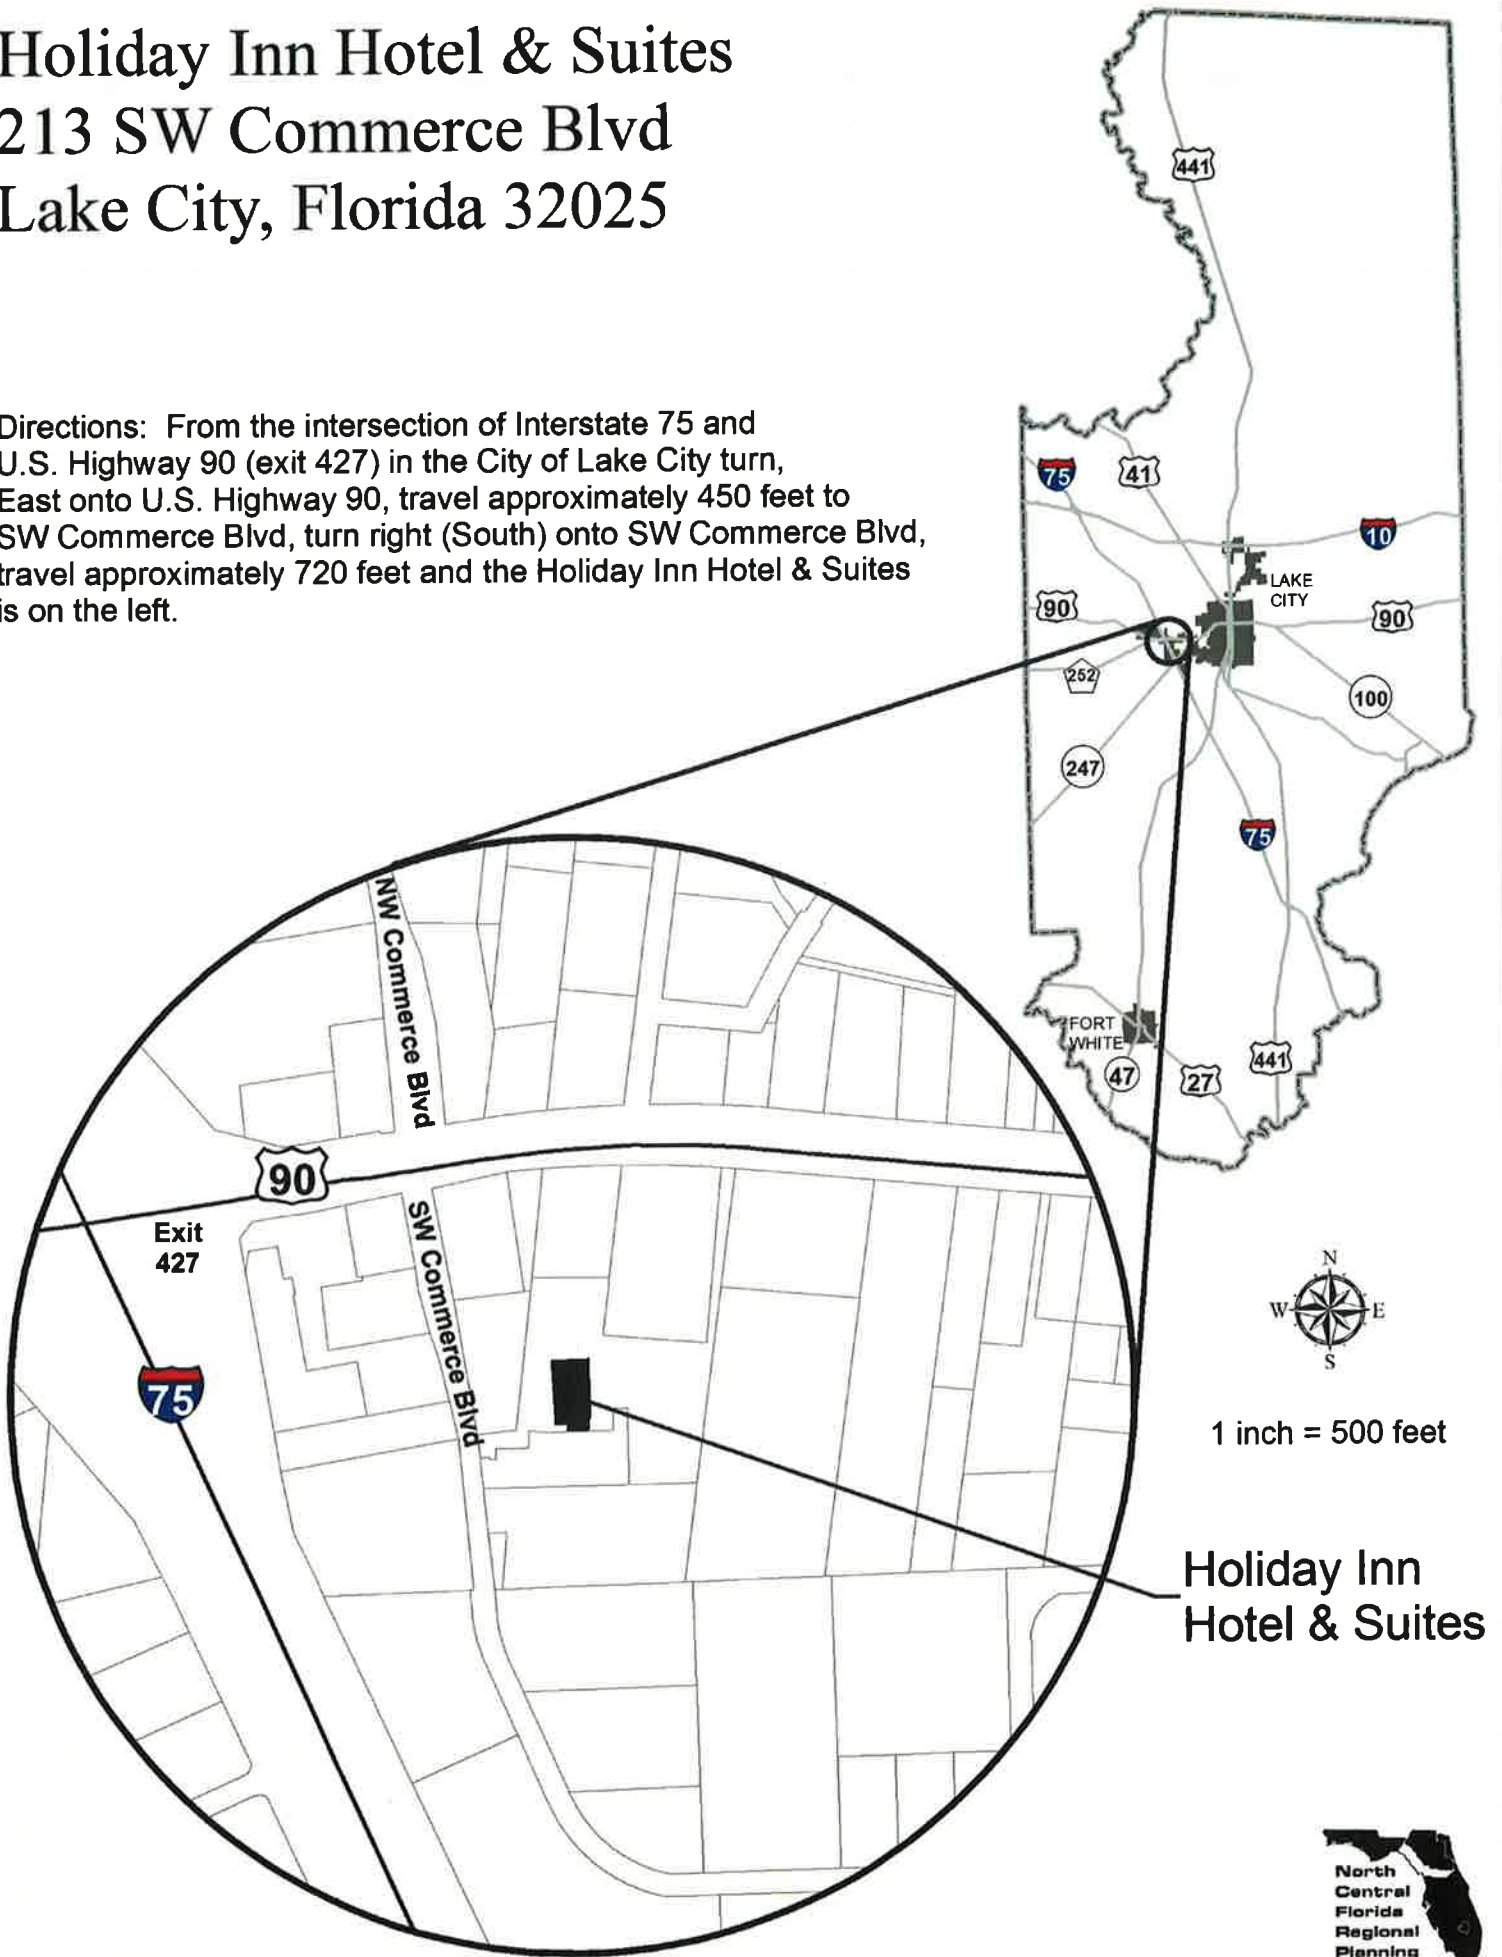 Holiday Inn Hotel & Suites
213 SW Commerce Blvd
Lake City, Florida 32025
Directions: From the intersection of Interstate 75 and
U.S. Highway 90 (exit 427) in the City of Lake City turn,
East onto U.S. Highway 90, travel approximately 450 feet to
SW Commerce Blvd, turn right (South) onto SW Commerce Blvd,
travel approximately 720 feet and the Holiday Inn Hotel & Suites
is on the left.
441
75
41
10
LAKE
CITY
90
90
252
100
247
75
FORT
WHITE
47
27
441
NW Commerce Blvd
90
Exit
427
SW Commerce Blvd
75
N
W
E
S
1 inch = 500 feet
Holiday Inn
Hotel & Suites
North
Central
Florida
Regional
Planning